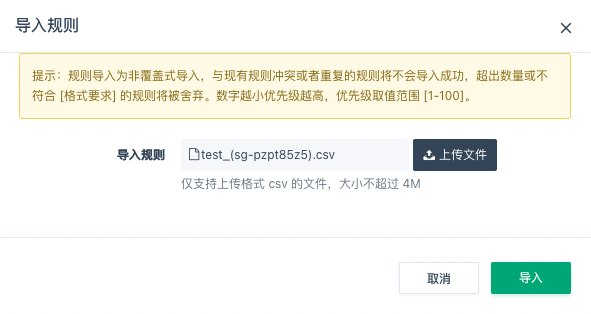 导入规则
提示：规则导入为非覆盖式导入，与现有规则冲突或者重复的规则将不会导入成功，超出数量或不
符合 [格式要求] 的规则将被舍弃。数字越小优先级越高，优先级取值范围 [1-100]。
导入规则 test_(sg-pzpt85z5).csv 上传文件
仅支持上传格式 csv 的文件，大小不超过 4M
取消 导入